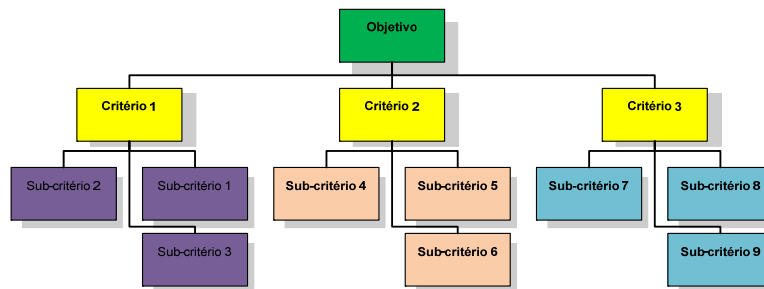 Objetivo
Critério 1
Critério 2
Critério 3
Sub-critério 2
Sub-critério 1
Sub-critério 4
Sub-critério 5
Sub-critério 7
Sub-critério 8
Sub-critério 3
Sub-critério 6
Sub-critério 9